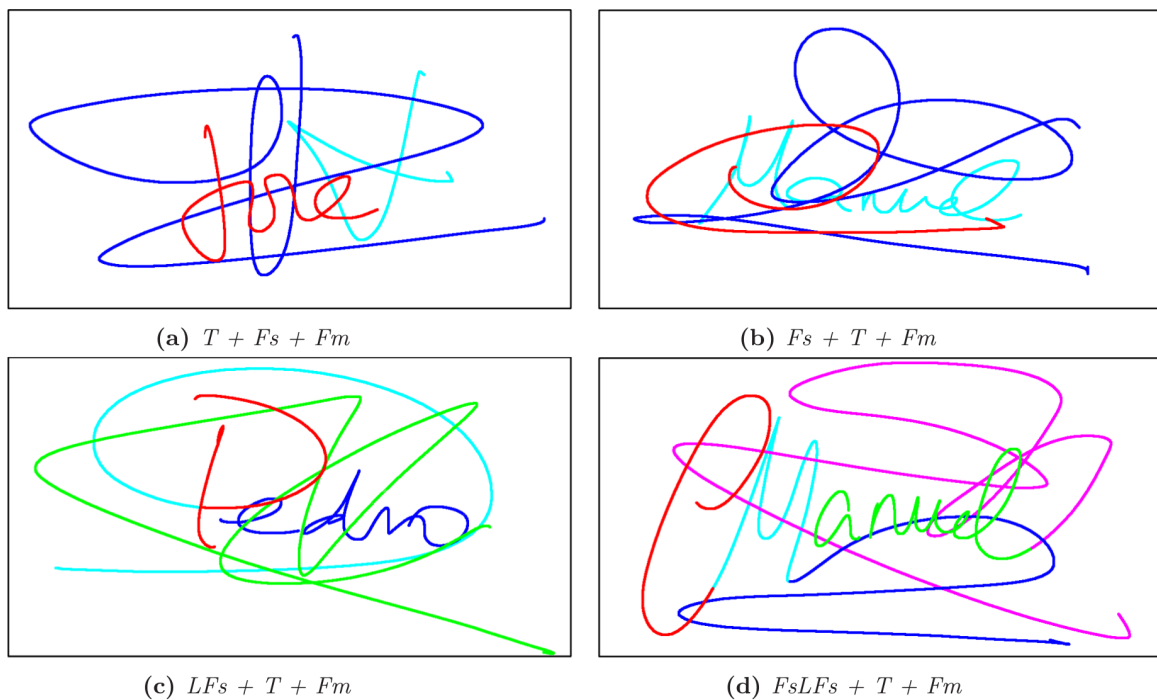 Jose
Manuel
(a) T + Fs + Fm
(b) Fs + T + Fm
Pedro
Manuel
(c) LFs + T + Fm
(d) FsLFs + T + Fm